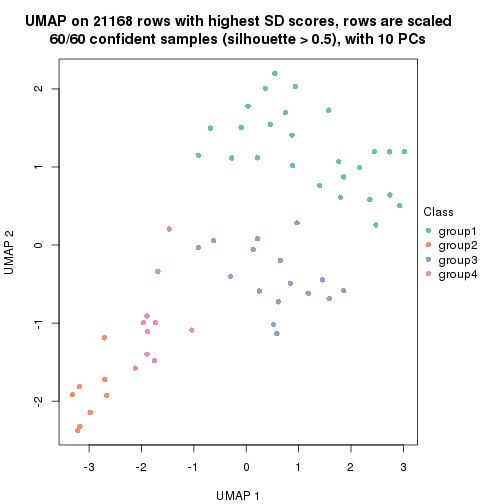 UMAP on 21168 rows with highest SD scores, rows are scaled
60/60 confident samples (silhouette > 0.5), with 10 PCs
2
1
0
-1
-2
UMAP 2
-3
-2
-1
0
1
2
3
UMAP 1
Class
group1
group2
group3
group4